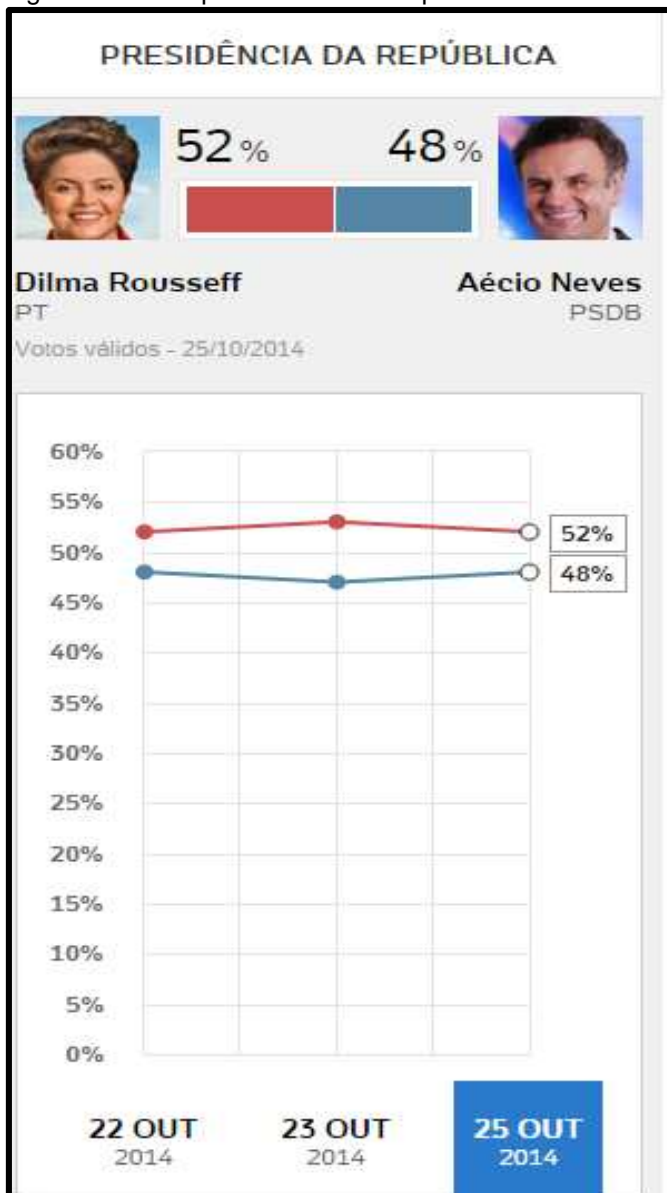 PRESIDÊNCIA DA REPÚBLICA
52% 48%
Dilma Rousseff Aécio Neves
PT PSDB
Votos válidos - 25/10/2014
60%
55%
52%
50%
48%
45%
40%
35%
30%
25%
20%
15%
10%
5%
0%
22 OUT 23 OUT 25 OUT
2014 2014 2014